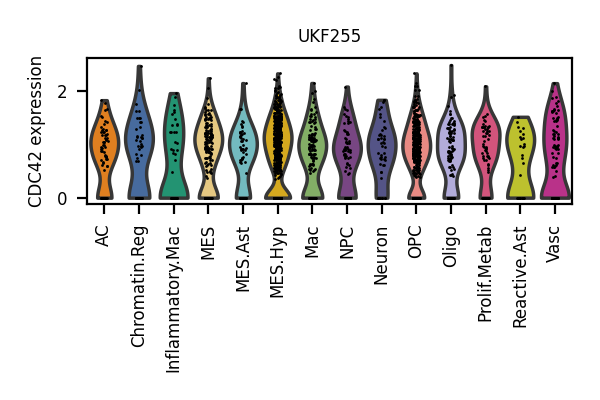 UKF255
CDC42 expression
2
0
AC
Chromatin.Reg
Inflammatory.Mac
MES
MES.Ast
MES.Hyp
Mac
NPC
Neuron
OPC
Oligo
Prolif.Metab
Reactive.Ast
Vasc